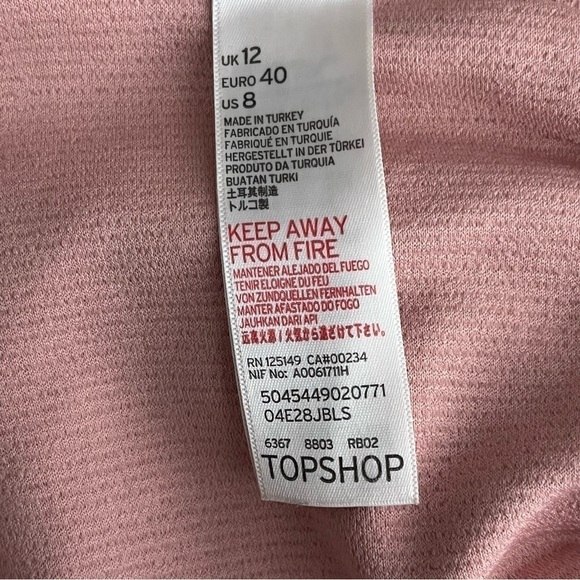 UK 12
EURO 40
US 8
MADE IN TURKEY
FABRICADO EN TURQUÍA
FABRIQUÉ EN TURQUIE
HERGESTELLT IN DER TÜRKEI
PRODUTO DA TURQUIA
BUATAN TURKI
土耳其制造
トルコ製
KEEP AWAY
FROM FIRE
MANTENER ALEJADO DEL FUEGO
TENIR ELOIGNE DU FEU
VON ZUNDQUELLEN FERNHALTEN
MANTER AFASTADO DO FOGO
JAUHKAN DARI API
远离火源 / 火気から遠ざけて下さい。
RN 125149 CA#00234
NIF No: A0061711H
5045449020771
04E28JBLS
6367 8803 RB02
TOPSHOP